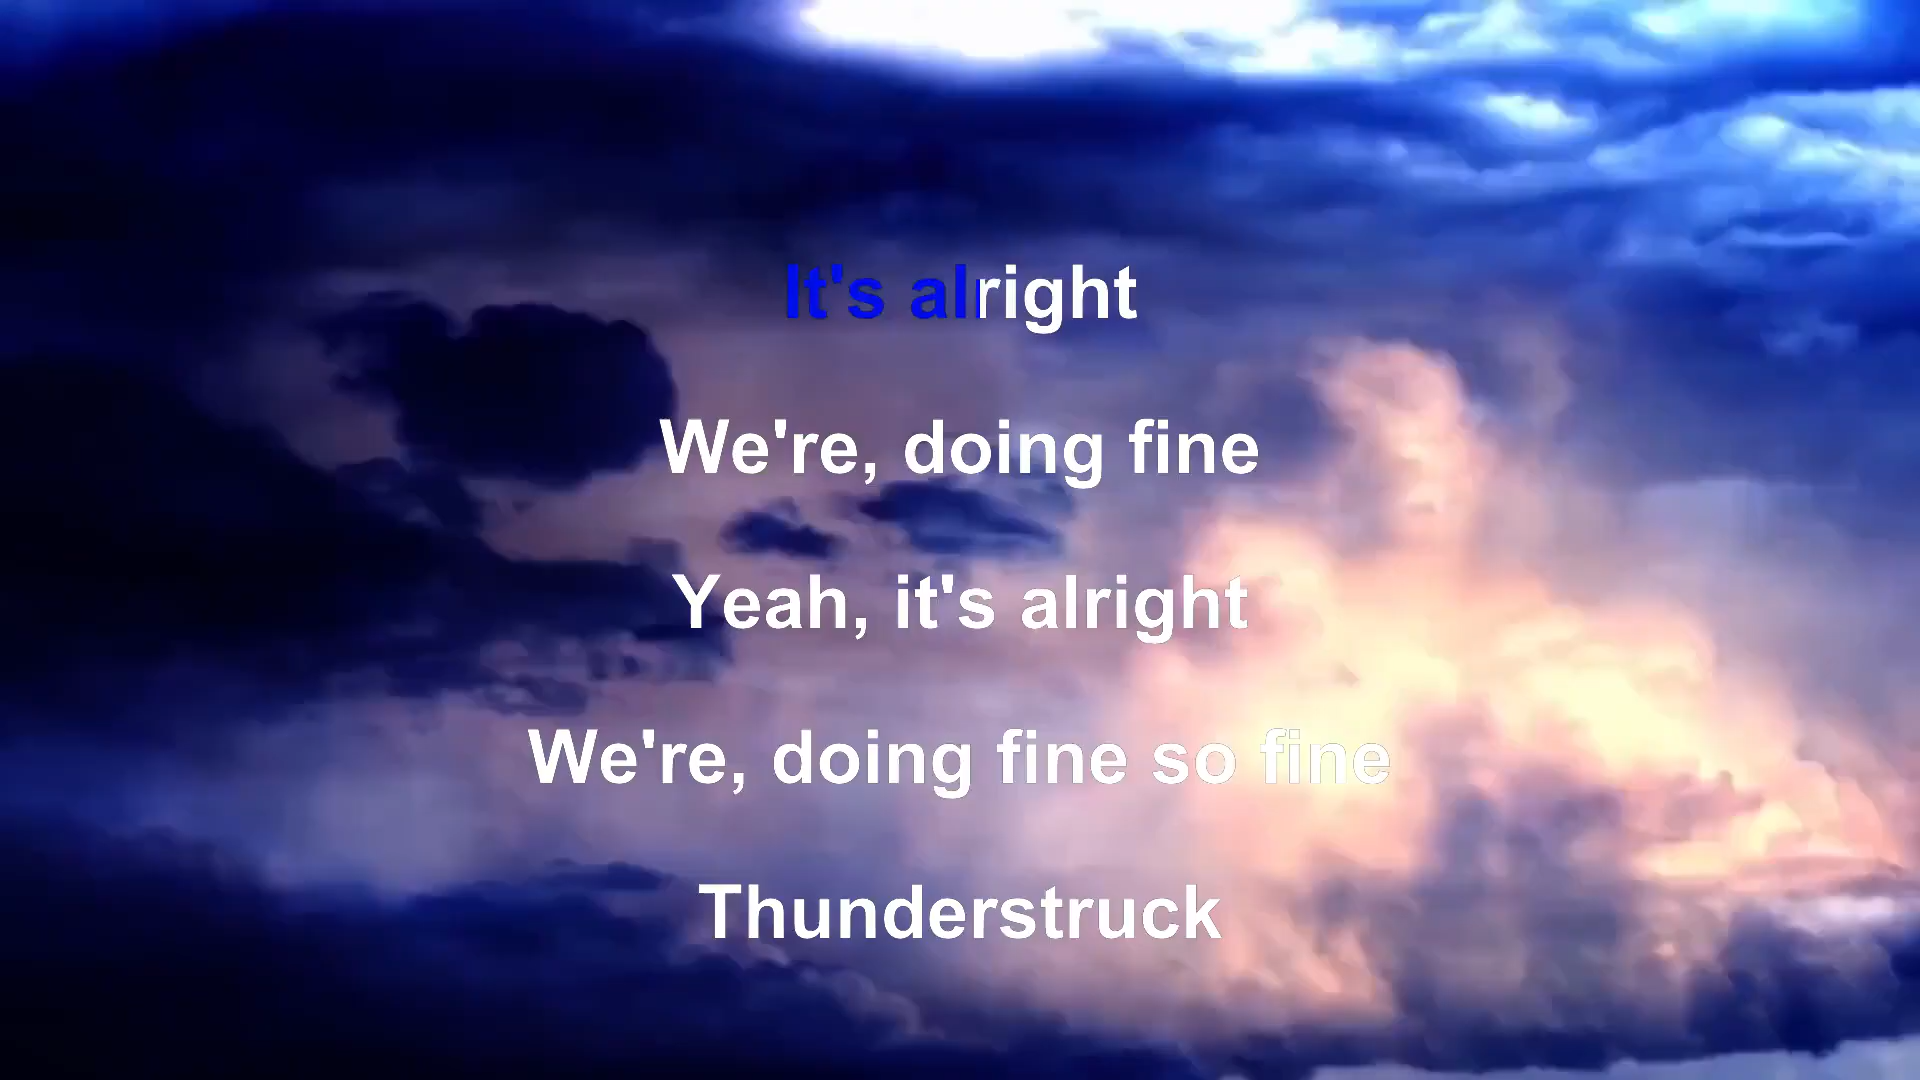 It's alright
We're, doing fine
Yeah, it's alright
We're, doing fine so fine
Thunderstruck